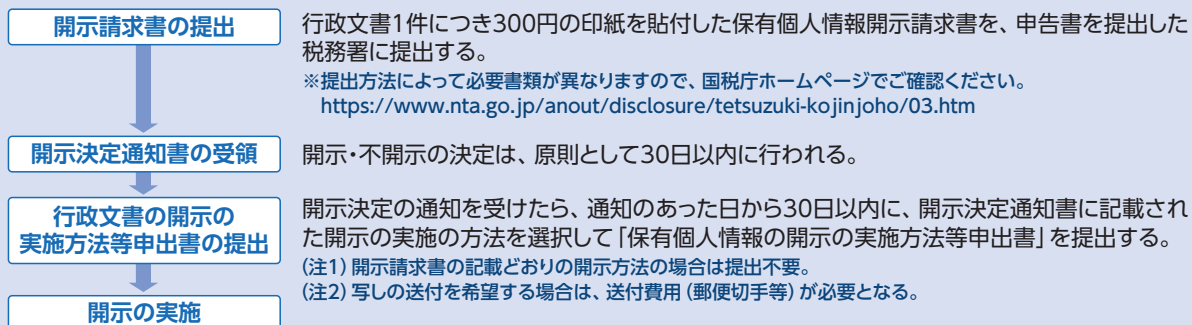 開示請求書の提出
行政文書1件につき300円の印紙を貼付した保有個人情報開示請求書を、申告書を提出した
税務署に提出する。
※提出方法によって必要書類が異なりますので、国税庁ホームページでご確認ください。
https://www.nta.go.jp/anout/disclosure/tetsuzuki-kojinjoho/03.htm
開示決定通知書の受領
開示・不開示の決定は、原則として30日以内に行われる。
行政文書の開示の
実施方法等申出書の提出
開示決定の通知を受けたら、通知のあった日から30日以内に、開示決定通知書に記載され
た開示の実施の方法を選択して「保有個人情報の開示の実施方法等申出書」を提出する。
(注1) 開示請求書の記載どおりの開示方法の場合は提出不要。
(注2) 写しの送付を希望する場合は、送付費用(郵便切手等)が必要となる。
開示の実施